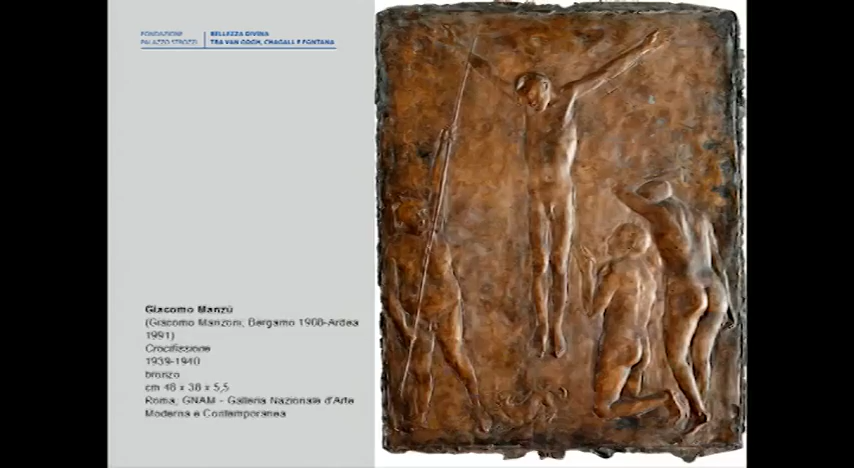 FONDAZIONE
PALAZZO STROZZI
BELLEZZA DIVINA
TRA VAN GOGH, CHAGALL E FONTANA
Giacomo Manzù
(Giacomo Manzoni; Bergamo 1908-Ardea
1991)
Crocifissione
1939-1940
bronzo
cm 48 x 38 x 5,5
Roma, GNAM - Galleria Nazionale d'Arte
Moderna e Contemporanea